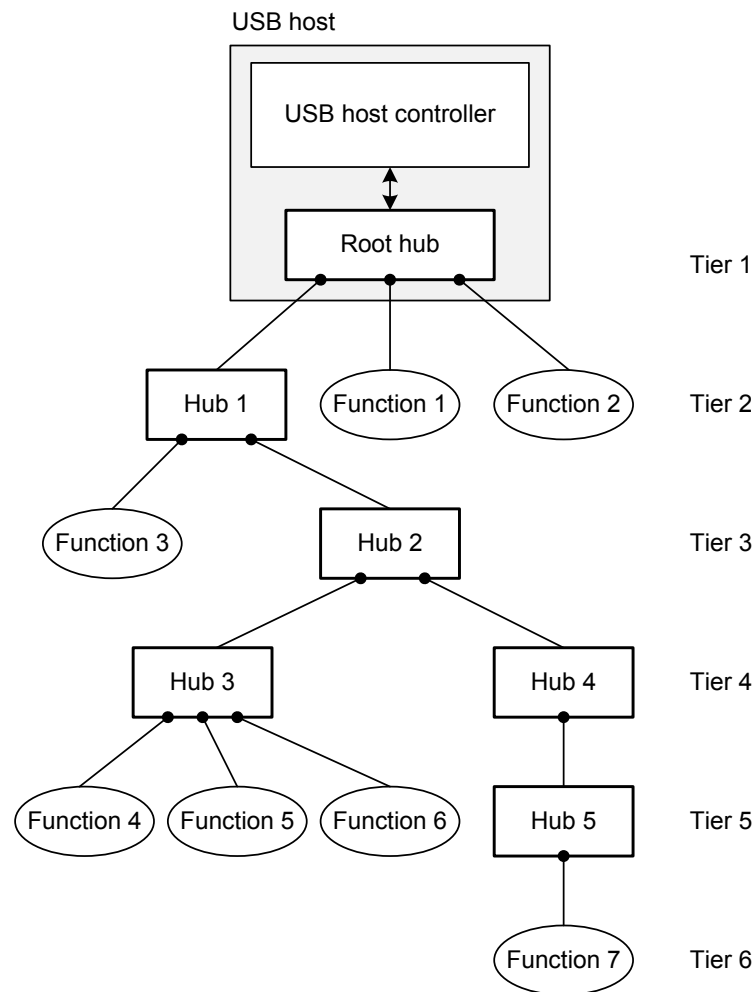 USB host
USB host controller
Root hub
Tier 1
Hub 1
Function 1
Function 2
Tier 2
Function 3
Hub 2
Tier 3
Hub 3
Hub 4
Tier 4
Function 4
Function 5
Function 6
Hub 5
Tier 5
Function 7
Tier 6